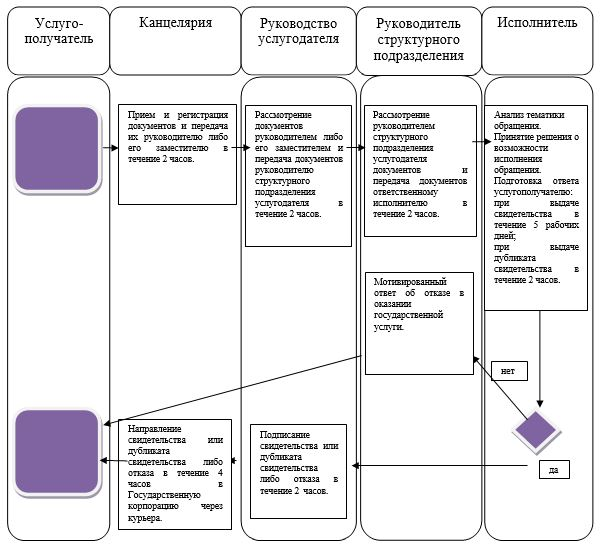 Услуго-
получатель
Канцелярия
Руководство
услугодателя
Руководитель
структурного
подразделения
Исполнитель
Прием и регистрация
документов и передача
их руководителю либо
его заместителю в
течение 2 часов.
Рассмотрение
документов
руководителем либо
его заместителем и
передача документов
руководителю
структурного
подразделения
услугодателя в
течение 2 часов.
Рассмотрение
руководителем
структурного
подразделения
услугодателя
документов и
передача документов
ответственному
исполнителю в
течение 2 часов.
Анализ тематики
обращения.
Принятие решения о
возможности
исполнения
обращения.
Подготовка ответа
услугополучателю:
при выдаче
свидетельства в
течение 5 рабочих
дней;
при выдаче
дубликата
свидетельства в
течение 2 часов.
Мотивированный
ответ об отказе в
оказании
государственной
услуги.
нет
Направление
свидетельства или
дубликата
свидетельства либо
отказа в течение 4
часов в
Государственную
корпорацию через
курьера.
Подписание
свидетельства или
дубликата
свидетельства
либо отказа в
течение 2 часов.
да